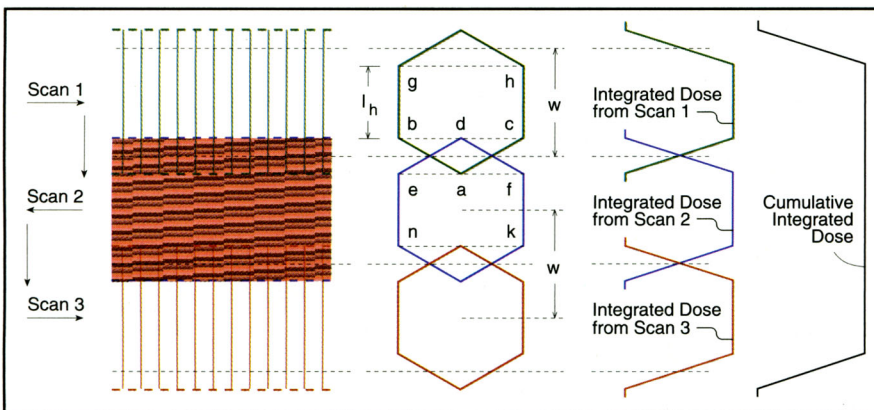 Scan 1
Scan 2
Scan 3
l_h
g
h
b
d
c
e
a
f
n
k
w
w
Integrated Dose
from Scan 1
Integrated Dose
from Scan 2
Integrated Dose
from Scan 3
Cumulative
Integrated
Dose